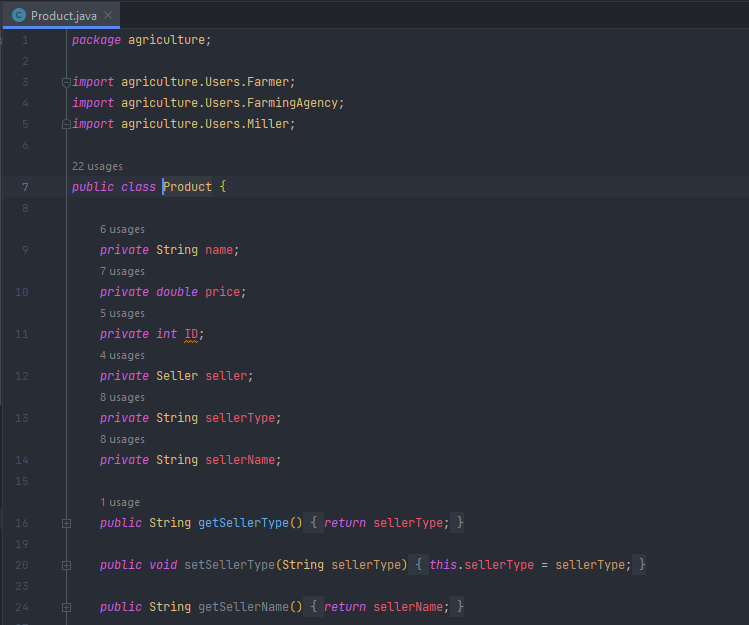 Product.java
1 package agriculture;
2
3 import agriculture.Users.Farmer;
4 import agriculture.Users.FarmingAgency;
5 import agriculture.Users.Miller;
6
22 usages
7 public class Product {
8
6 usages
9 private String name;
7 usages
10 private double price;
5 usages
11 private int ID;
4 usages
12 private Seller seller;
8 usages
13 private String sellerType;
8 usages
14 private String sellerName;
15
1 usage
16 public String getSellerType() { return sellerType; }
19
20 public void setSellerType(String sellerType) { this.sellerType = sellerType; }
23
24 public String getSellerName() { return sellerName; }